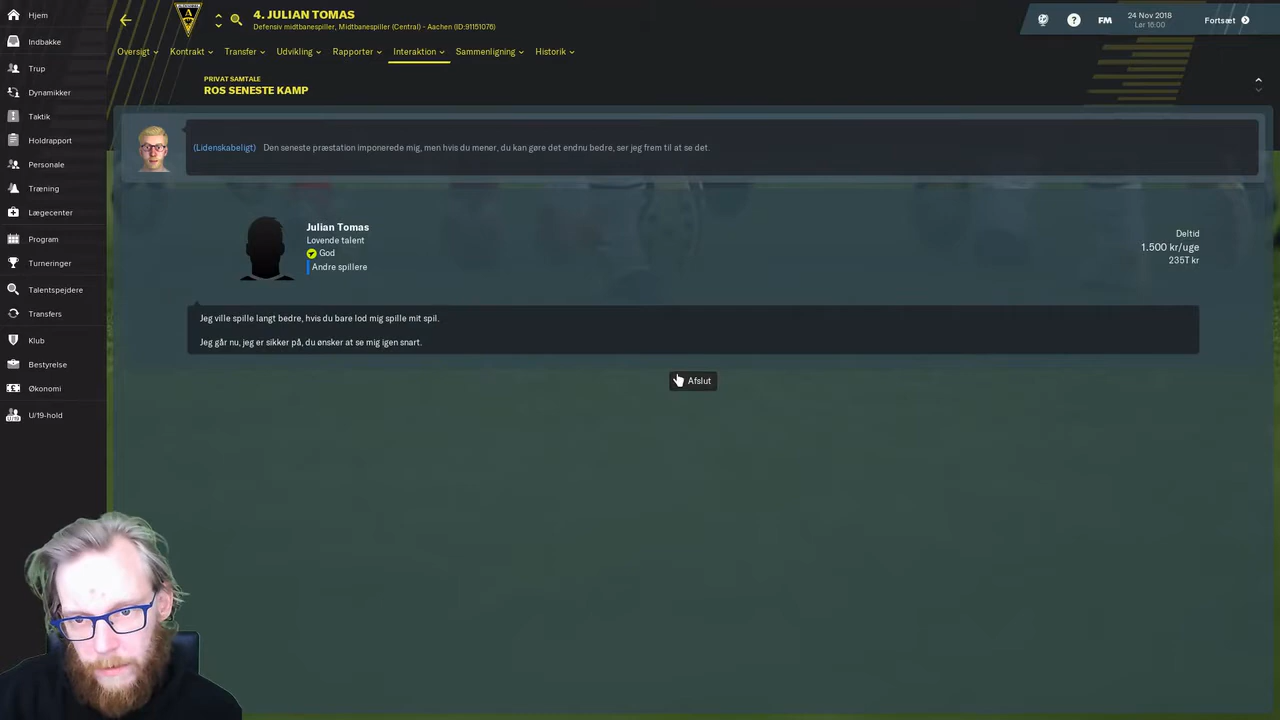 Hjem
Indbakke
Trup
Dynamikker
Taktik
Holdrapport
Personale
Træning
Lægecenter
Program
Turneringer
Talentspejdere
Transfers
Klub
Bestyrelse
Økonomi
U/19-hold
4. JULIAN TOMAS
Defensiv midtbanespiller, Midtbanespiller (Central) - Aachen (ID:91151076)
24 Nov 2018
Lør 16:00
FM
Fortsæt
Oversigt
Kontrakt
Transfer
Udvikling
Rapporter
Interaktion
Sammenligning
Historik
PRIVAT SAMTALE
ROS SENESTE KAMP
(Lidenskabeligt) Den seneste præstation imponerede mig, men hvis du mener, du kan gøre det endnu bedre, ser jeg frem til at se det.
Julian Tomas
Lovende talent
God
Andre spillere
Deltid
1.500 kr/uge
235T kr
Jeg ville spille langt bedre, hvis du bare lod mig spille mit spil.
Jeg går nu, jeg er sikker på, du ønsker at se mig igen snart.
Afslut